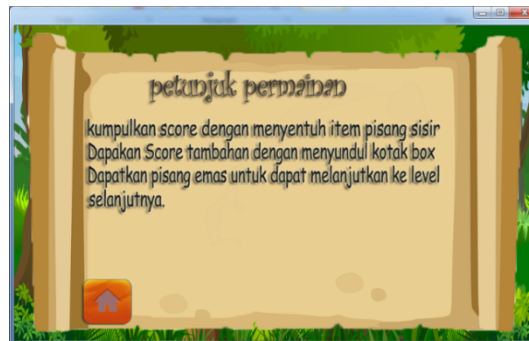 petunjuk permainan
kumpulkan score dengan menyentuh item pisang sisir
Dapakan Score tambahan dengan menyundul kotak box
Dapatkan pisang emas untuk dapat melanjutkan ke level
selanjutnya.